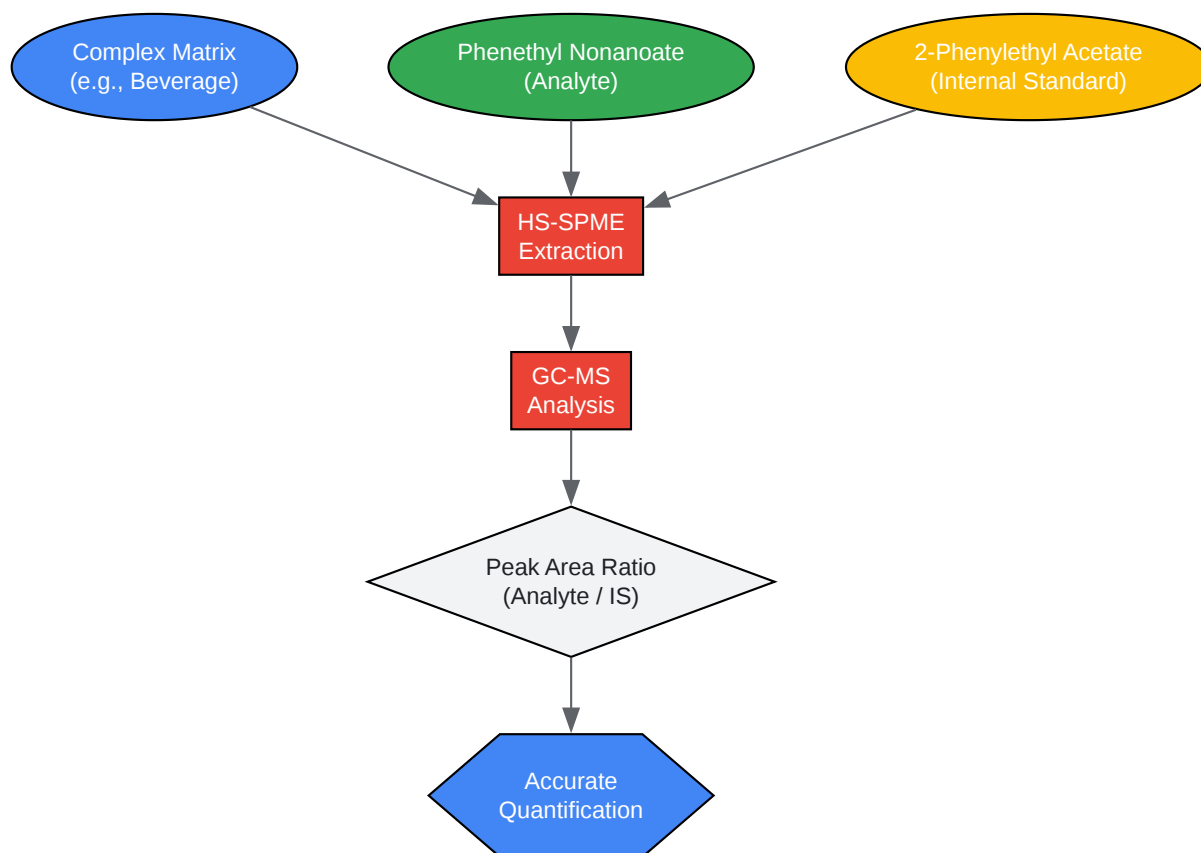 Complex Matrix
(e.g., Beverage)
Phenethyl Nonanoate
(Analyte)
2-Phenylethyl Acetate
(Internal Standard)
HS-SPME
Extraction
GC-MS
Analysis
Peak Area Ratio
(Analyte / IS)
Accurate
Quantification